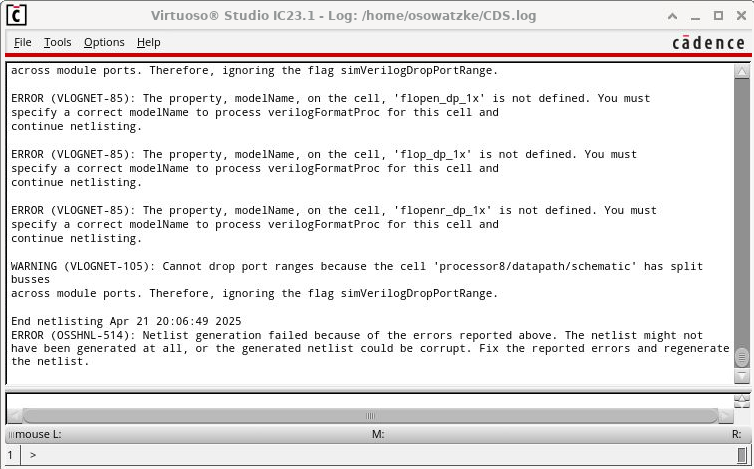 Virtuoso® Studio IC23.1 - Log: /home/osowatzke/CDS.log
File Tools Options Help
cādence
across module ports. Therefore, ignoring the flag simVerilogDropPortRange.
ERROR (VLOGNET-85): The property, modelName, on the cell, 'flopen_dp_1x' is not defined. You must
specify a correct modelName to process verilogFormatProc for this cell and
continue netlisting.
ERROR (VLOGNET-85): The property, modelName, on the cell, 'flop_dp_1x' is not defined. You must
specify a correct modelName to process verilogFormatProc for this cell and
continue netlisting.
ERROR (VLOGNET-85): The property, modelName, on the cell, 'flopenr_dp_1x' is not defined. You must
specify a correct modelName to process verilogFormatProc for this cell and
continue netlisting.
WARNING (VLOGNET-105): Cannot drop port ranges because the cell 'processor8/datapath/schematic' has split
busses
across module ports. Therefore, ignoring the flag simVerilogDropPortRange.
End netlisting Apr 21 20:06:49 2025
ERROR (OSSHNL-514): Netlist generation failed because of the errors reported above. The netlist might not
have been generated at all, or the generated netlist could be corrupt. Fix the reported errors and regenerate
the netlist.
mouse L: M: R:
1 >